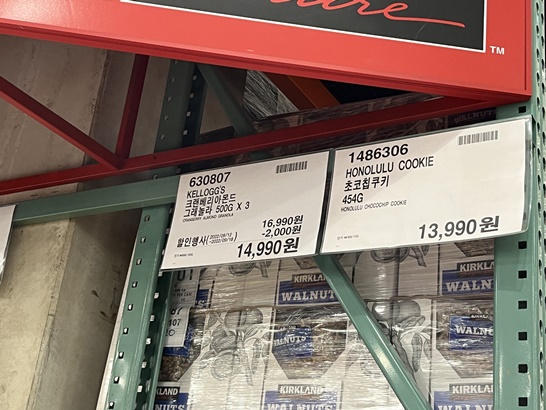 TM
630807
KELLOGG'S
크랜베리아몬드
그래놀라 500G X 3
CRANBERRY ALMOND GRANOLA
16,990원
-2,000원
할인행사
14,990원
1486306
HONOLULU COOKIE
초코칩쿠키
454G
HONOLULU CHOCOCHIP COOKIE
13,990원
KIRKLAND
WALNUTS
KIRKLAND
WALNUTS
KIRKLAND
WALNUTS